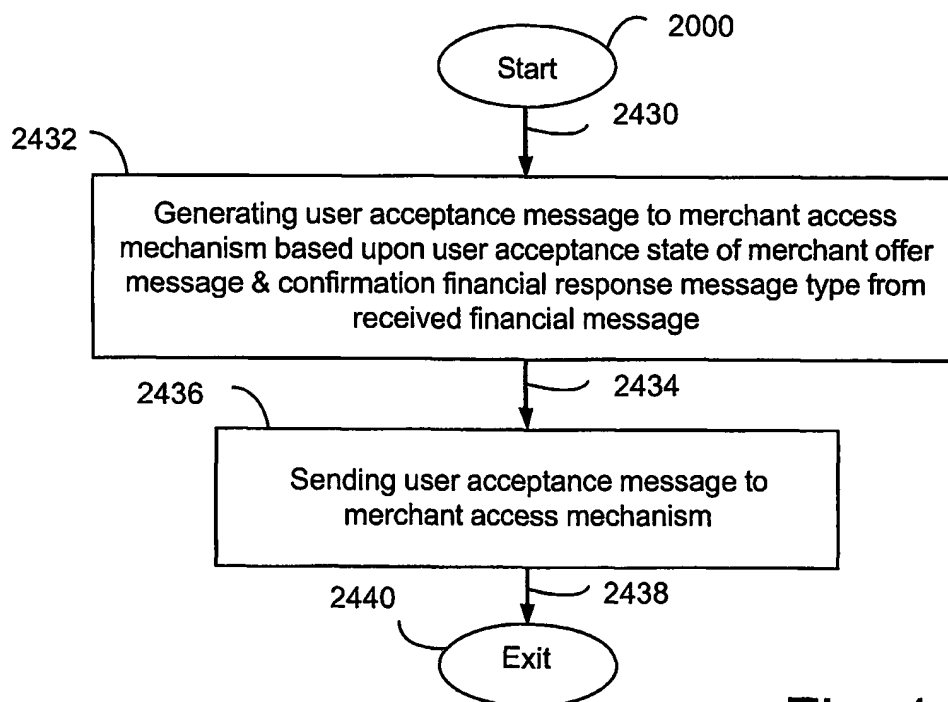 2000
Start
2430
2432
Generating user acceptance message to merchant access
mechanism based upon user acceptance state of merchant offer
message & confirmation financial response message type from
received financial message
2434
2436
Sending user acceptance message to
merchant access mechanism
2438
2440
Exit